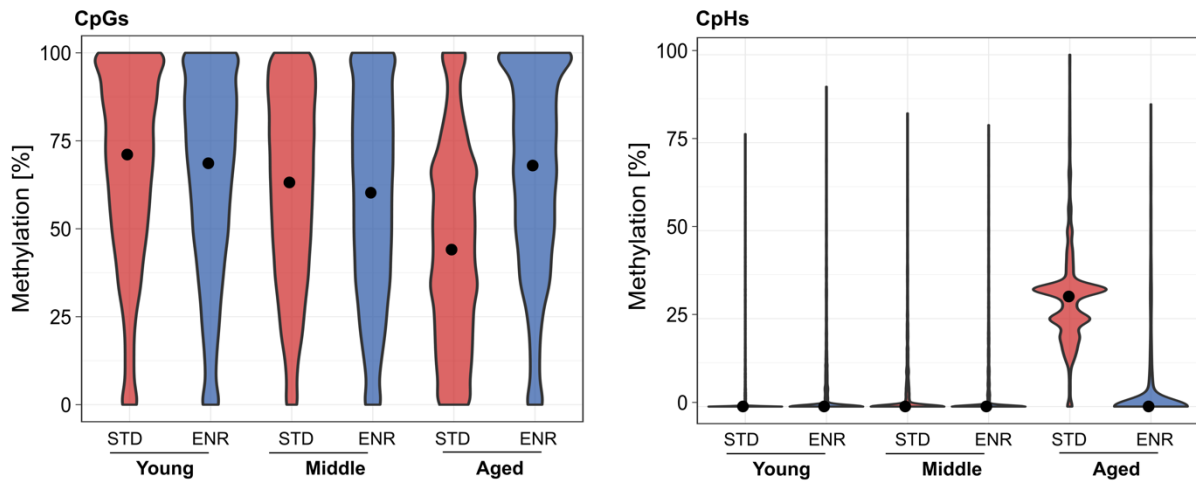 CpGs
Methylation [%]
100
75
50
25
0
STD ENR STD ENR STD ENR
Young Middle Aged
CpHs
Methylation [%]
100
75
50
25
0
STD ENR STD ENR STD ENR
Young Middle Aged